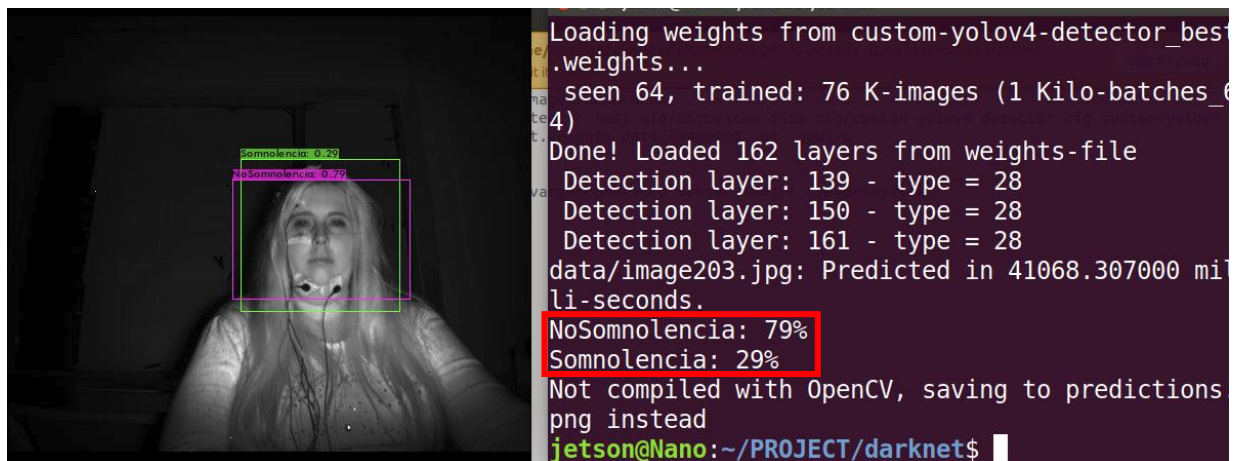 Somnolencia: 0.29
NoSomnolencia: 0.79
Loading weights from custom-yolov4-detector_best
.weights...
seen 64, trained: 76 K-images (1 Kilo-batches_6
4)
Done! Loaded 162 layers from weights-file
Detection layer: 139 - type = 28
Detection layer: 150 - type = 28
Detection layer: 161 - type = 28
data/image203.jpg: Predicted in 41068.307000 mil
li-seconds.
NoSomnolencia: 79%
Somnolencia: 29%
Not compiled with OpenCV, saving to predictions.
png instead
jetson@Nano:~/PROJECT/darknet$